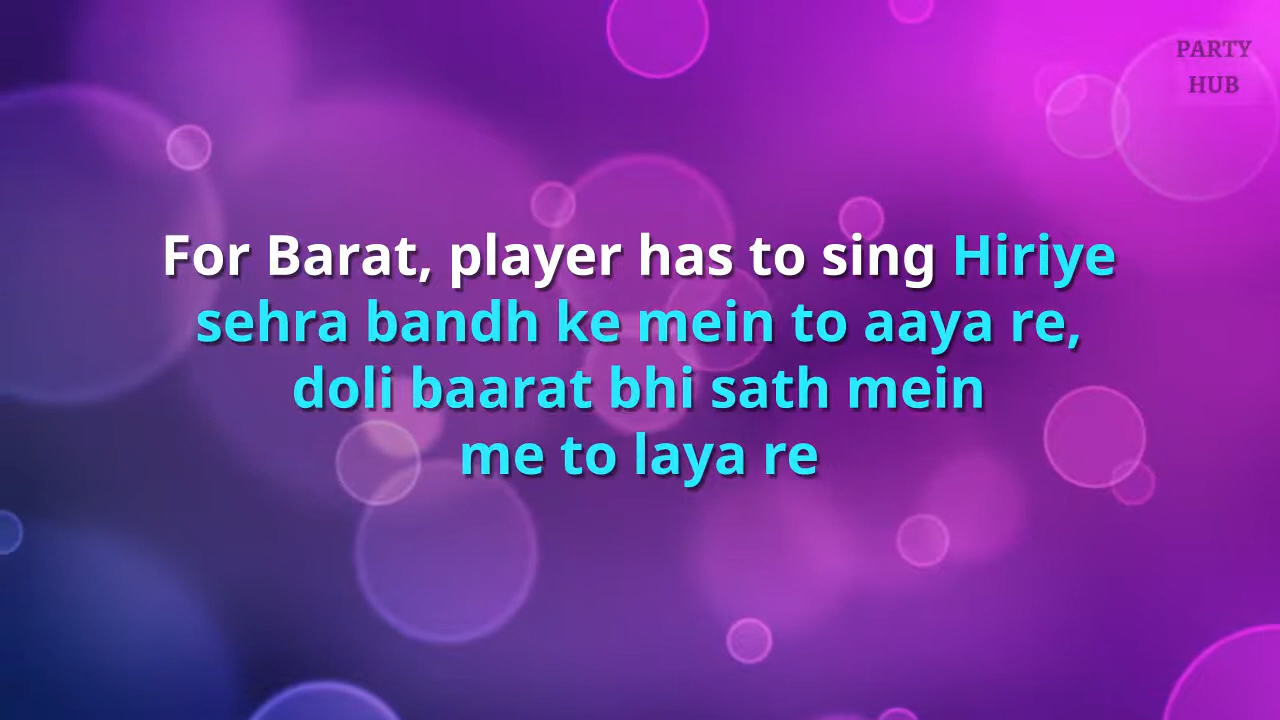 PARTY
HUB
For Barat, player has to sing Hiriye
sehra bandh ke mein to aaya re,
doli baarat bhi sath mein
me to laya re